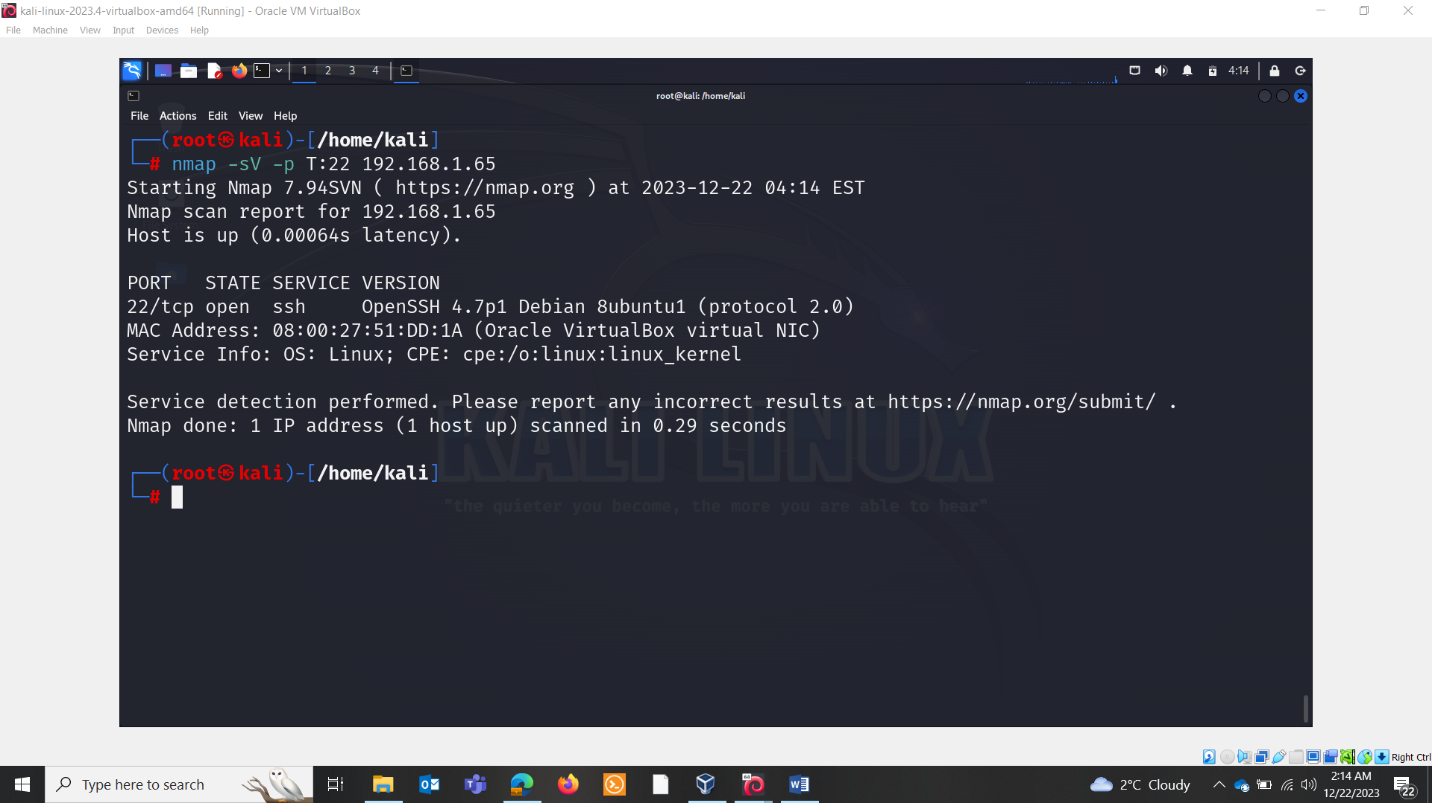 kali-linux-2023.4-virtualbox-amd64 [Running] - Oracle VM VirtualBox
File Machine View Input Devices Help
1 2 3 4 4:14
root@kali: /home/kali
File Actions Edit View Help
(root㉿kali)-[/home/kali]
# nmap -sV -p T:22 192.168.1.65
Starting Nmap 7.94SVN ( https://nmap.org ) at 2023-12-22 04:14 EST
Nmap scan report for 192.168.1.65
Host is up (0.00064s latency).
PORT STATE SERVICE VERSION
22/tcp open ssh OpenSSH 4.7p1 Debian 8ubuntu1 (protocol 2.0)
MAC Address: 08:00:27:51:DD:1A (Oracle VirtualBox virtual NIC)
Service Info: OS: Linux; CPE: cpe:/o:linux:linux_kernel
Service detection performed. Please report any incorrect results at https://nmap.org/submit/ .
Nmap done: 1 IP address (1 host up) scanned in 0.29 seconds
(root㉿kali)-[/home/kali]
#
KALI LINUX
"the quieter you become, the more you are able to hear"
Right Ctrl
Type here to search
2°C Cloudy
2:14 AM
12/22/2023
22